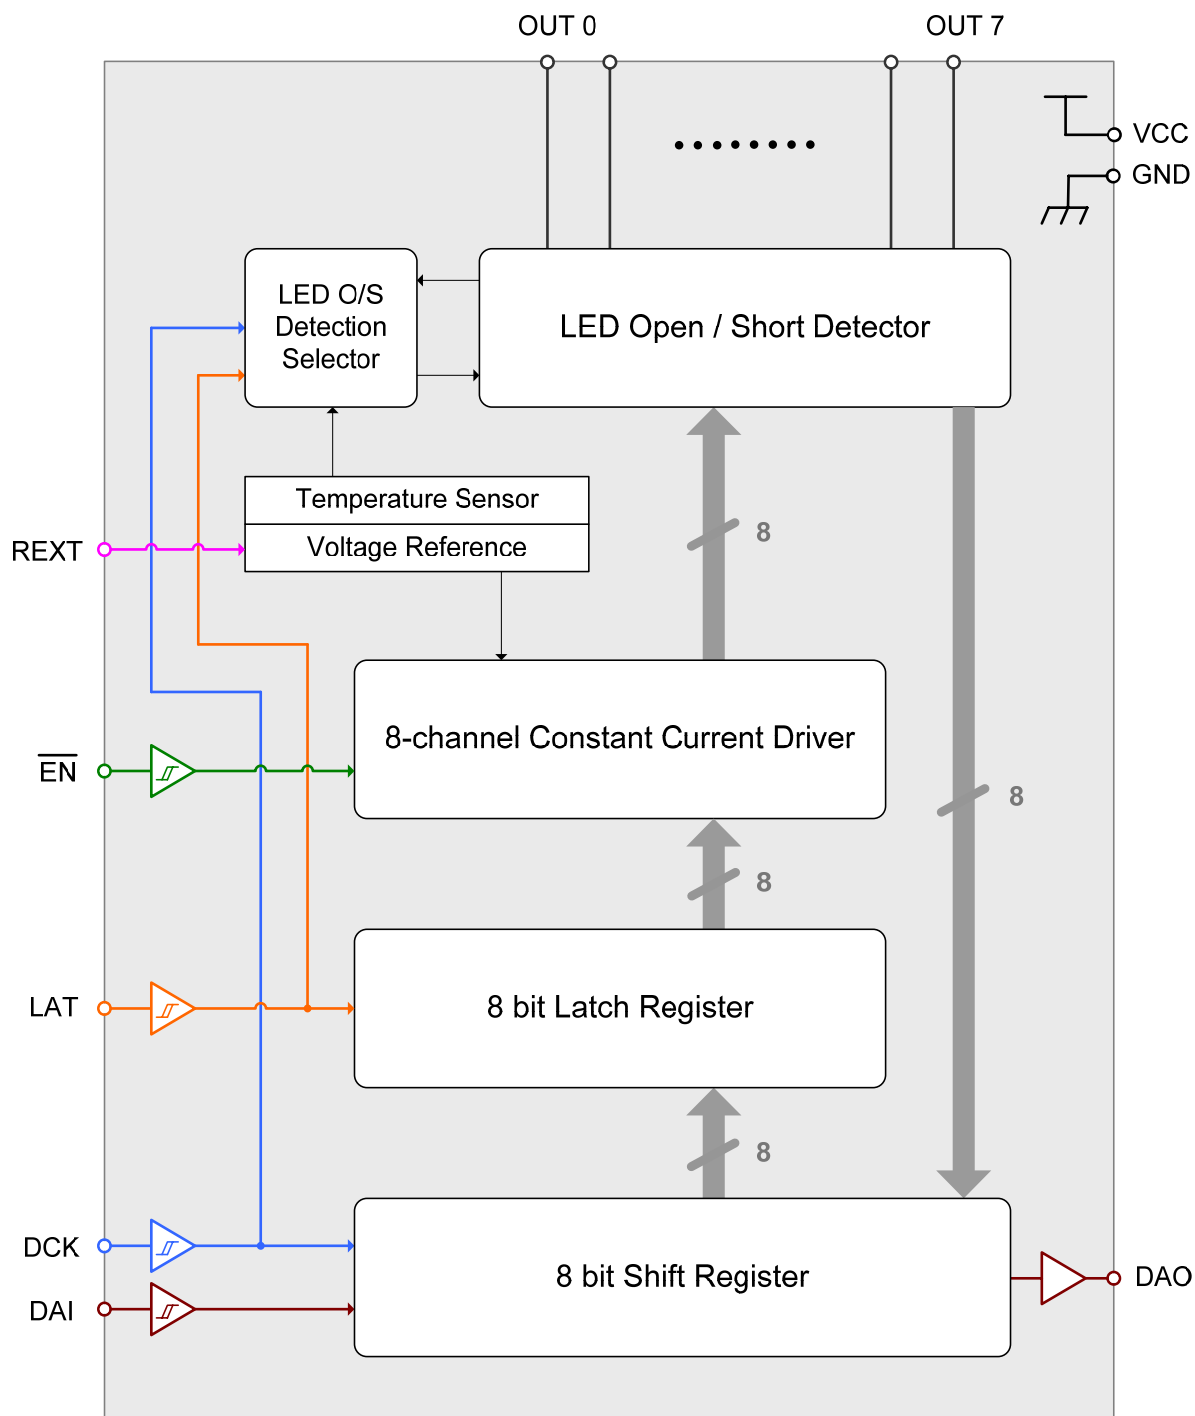 OUT 0
OUT 7
VCC
GND
LED O/S
Detection
Selector
LED Open / Short Detector
Temperature Sensor
Voltage Reference
REXT
8
8-channel Constant Current Driver
EN
8
8
8 bit Latch Register
LAT
8
8 bit Shift Register
DCK
DAI
DAO